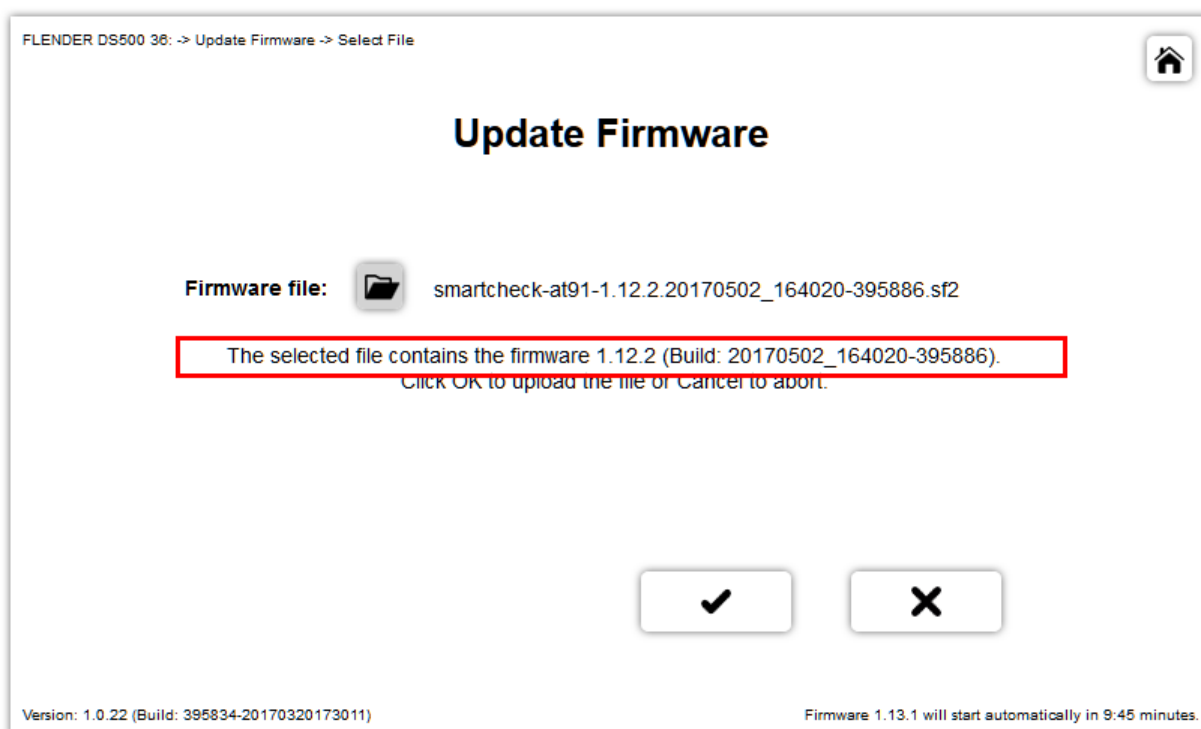 FLENDER DS500 36: -> Update Firmware -> Select File
Update Firmware
Firmware file: smartcheck-at91-1.12.2.20170502_164020-395886.sf2
The selected file contains the firmware 1.12.2 (Build: 20170502_164020-395886).
Click OK to upload the file or Cancel to abort.
Version: 1.0.22 (Build: 395834-20170320173011)
Firmware 1.13.1 will start automatically in 9:45 minutes.